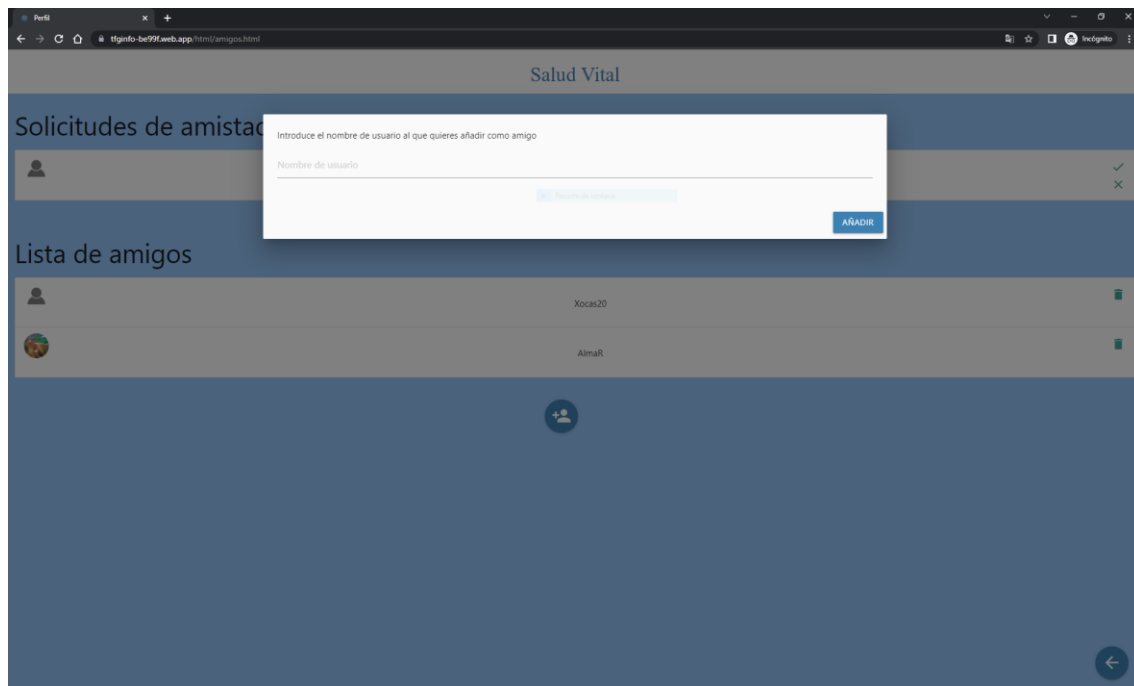 Perfil
tfginfo-be99f.web.app/html/amigos.html
Incógnito
Salud Vital
Solicitudes de amistad
Introduce el nombre de usuario al que quieres añadir como amigo
Nombre de usuario
AÑADIR
Lista de amigos
Xocas20
AlmaR